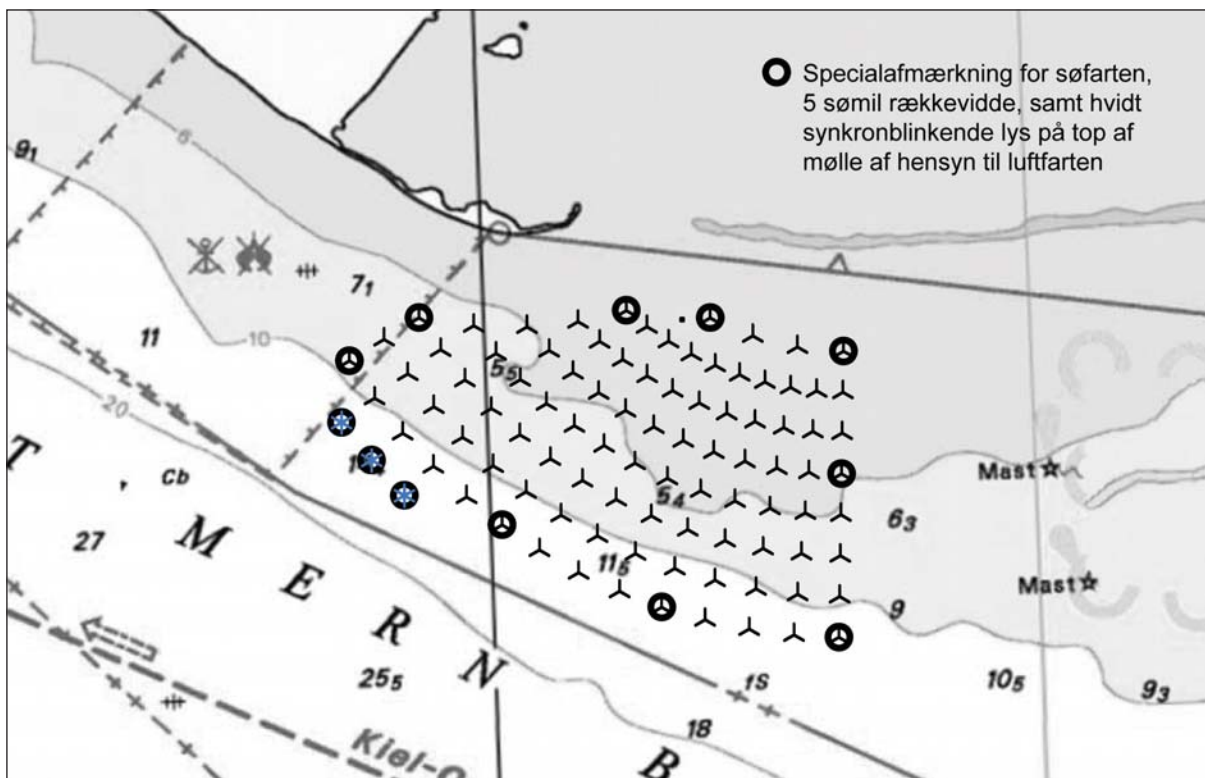 Specialafmærkning for søfarten,
5 sømil rækkevidde, samt hvidt
synkronblinkende lys på top af
mølle af hensyn til luftfarten
6
9₁
7₁
11
10
5₅
20
T
Cb
5₄
Mast
6₃
27
M
11₅
Mast
E
9
R
25₅
N
1S
10₅
9₃
18
Kiel-O
B